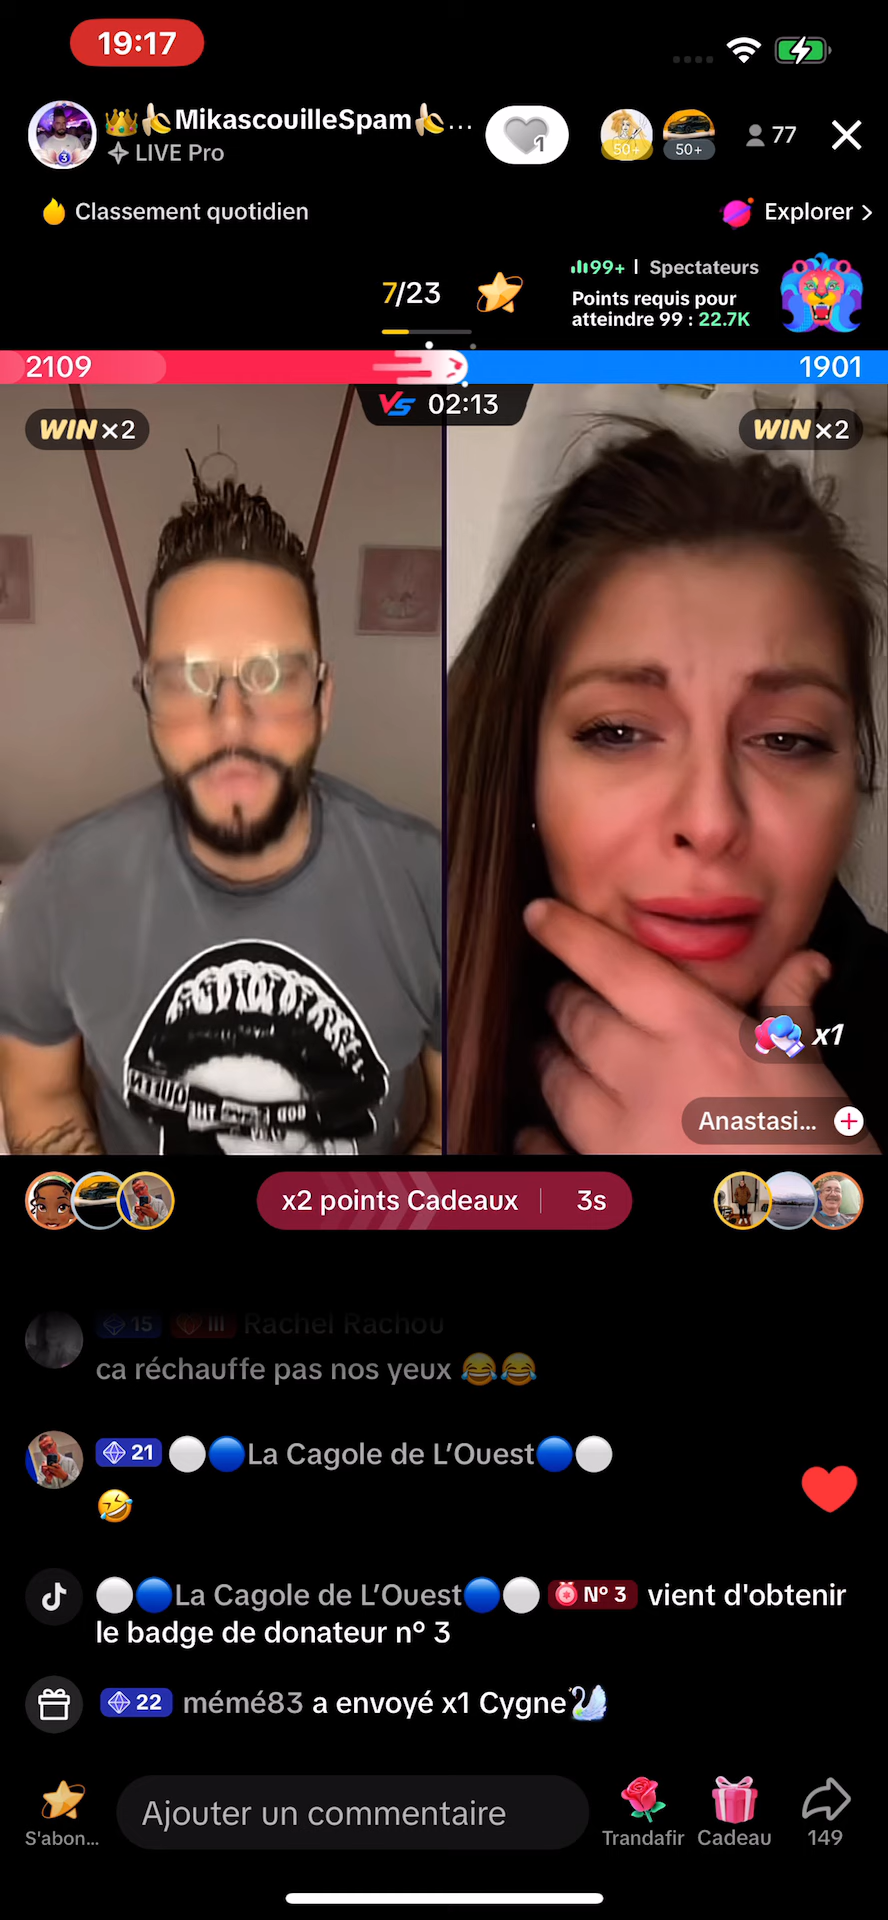 19:17
👑🍌MikascouilleSpam🍌...
LIVE Pro
1
50+
50+
77
3
Classement quotidien
Explorer >
7/23
99+ | Spectateurs
Points requis pour
atteindre 99 : 22.7K
2109
1901
VS 02:13
WIN x2
WIN x2
x1
Anastasi... +
x2 points Cadeaux | 3s
15 III Rachel Rachou
ca réchauffe pas nos yeux 😂😂
21 ⚪🔵La Cagole de L'Ouest🔵⚪
🤣
⚪🔵La Cagole de L'Ouest🔵⚪ N° 3 vient d'obtenir
le badge de donateur n° 3
22 mémé83 a envoyé x1 Cygne🦢
Ajouter un commentaire
S'abon...
Trandafir
Cadeau
149